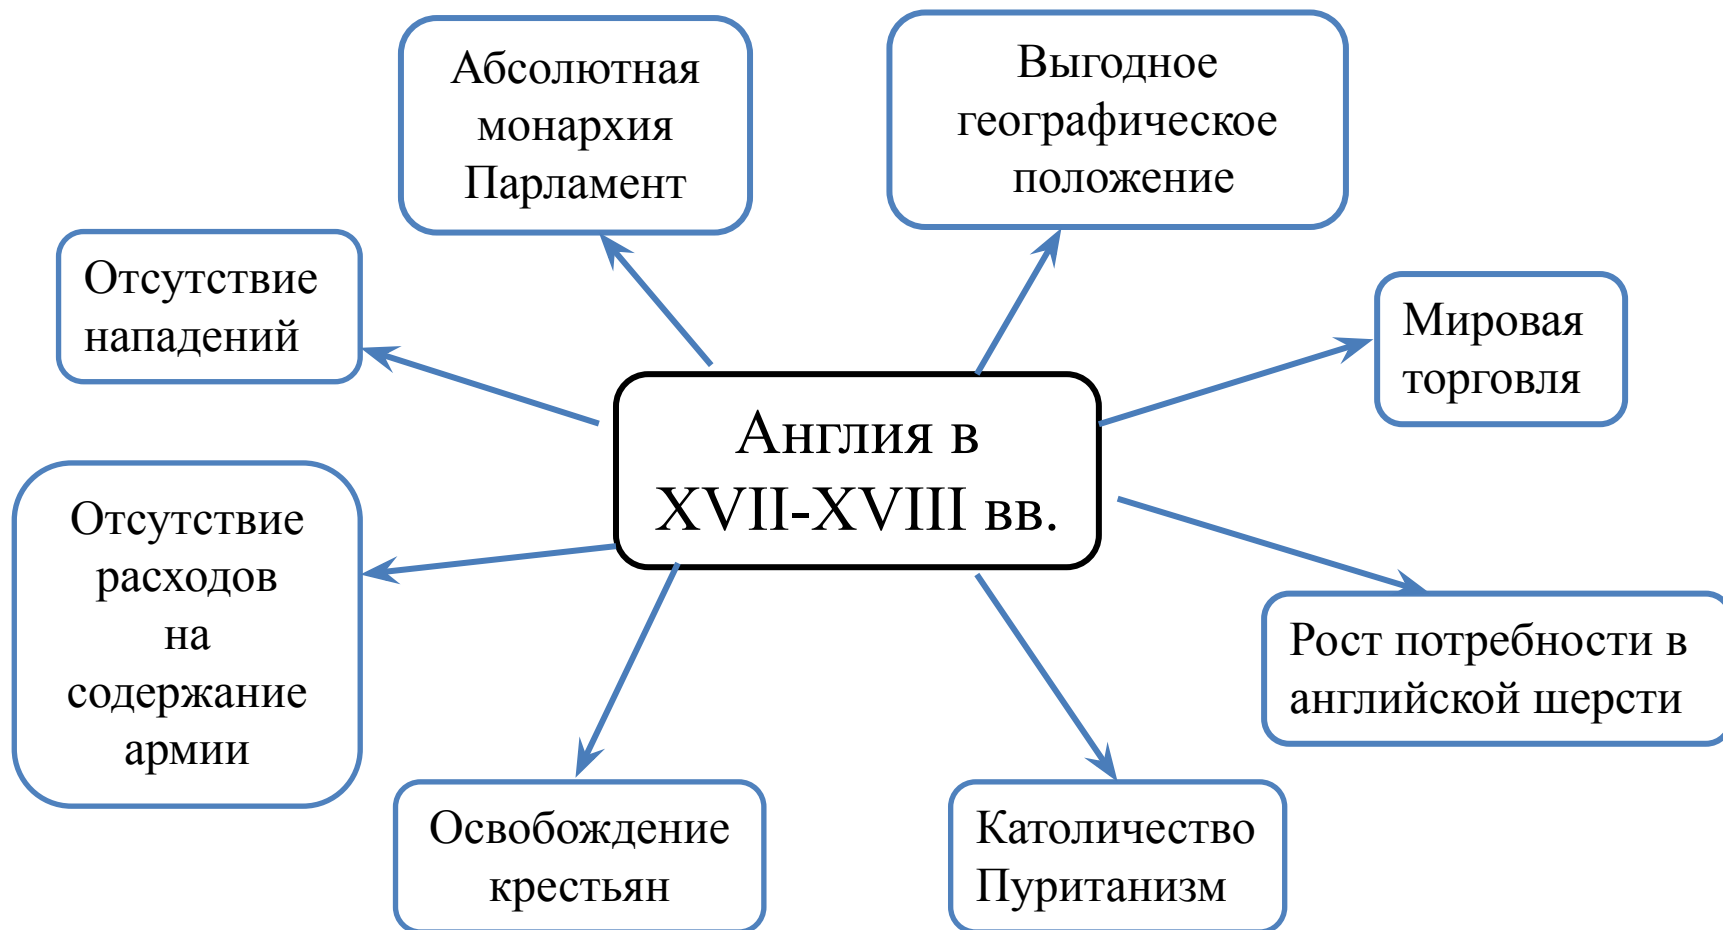 Абсолютная
монархия
Парламент
Выгодное
географическое
положение
Отсутствие
нападений
Мировая
торговля
Англия в
XVII-XVIII вв.
Отсутствие
расходов
на
содержание
армии
Рост потребности в
английской шерсти
Освобождение
крестьян
Католичество
Пуританизм